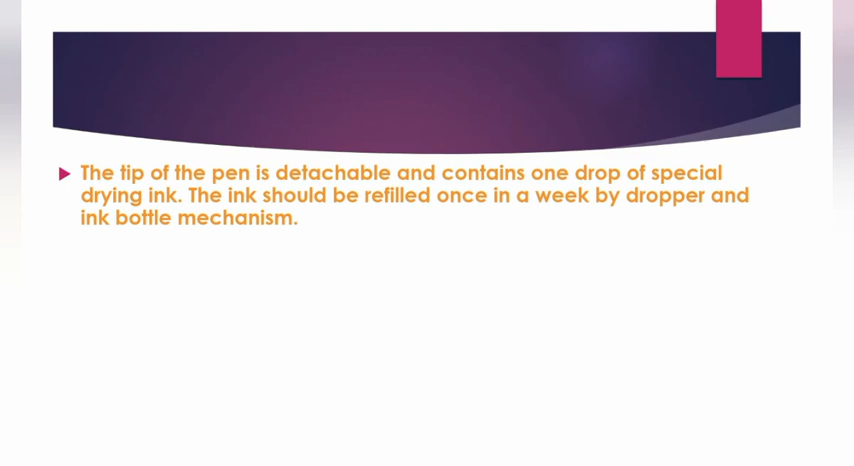 The tip of the pen is detachable and contains one drop of special
drying ink. The ink should be refilled once in a week by dropper and
ink bottle mechanism.